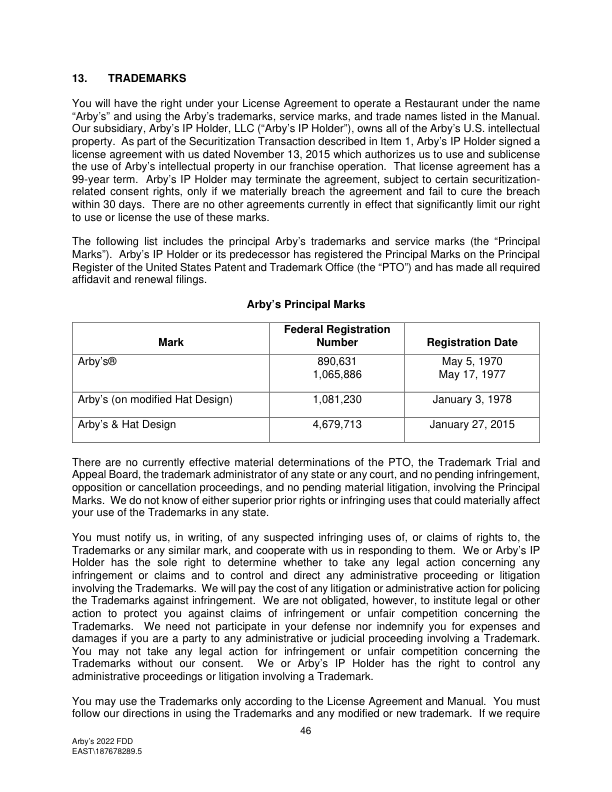 13. TRADEMARKS
You will have the right under your License Agreement to operate a Restaurant under the name
“Arby’s” and using the Arby’s trademarks, service marks, and trade names listed in the Manual.
Our subsidiary, Arby’s IP Holder, LLC (“Arby’s IP Holder”), owns all of the Arby’s U.S. intellectual
property. As part of the Securitization Transaction described in Item 1, Arby’s IP Holder signed a
license agreement with us dated November 13, 2015 which authorizes us to use and sublicense
the use of Arby’s intellectual property in our franchise operation. That license agreement has a
99-year term. Arby’s IP Holder may terminate the agreement, subject to certain securitization-
related consent rights, only if we materially breach the agreement and fail to cure the breach
within 30 days. There are no other agreements currently in effect that significantly limit our right
to use or license the use of these marks.
The following list includes the principal Arby’s trademarks and service marks (the “Principal
Marks”). Arby’s IP Holder or its predecessor has registered the Principal Marks on the Principal
Register of the United States Patent and Trademark Office (the “PTO”) and has made all required
affidavit and renewal filings.
Arby’s Principal Marks
Mark
Federal Registration
Number
Registration Date
Arby’s®
890,631
1,065,886
May 5, 1970
May 17, 1977
Arby’s (on modified Hat Design)
1,081,230
January 3, 1978
Arby’s & Hat Design
4,679,713
January 27, 2015
There are no currently effective material determinations of the PTO, the Trademark Trial and
Appeal Board, the trademark administrator of any state or any court, and no pending infringement,
opposition or cancellation proceedings, and no pending material litigation, involving the Principal
Marks. We do not know of either superior prior rights or infringing uses that could materially affect
your use of the Trademarks in any state.
You must notify us, in writing, of any suspected infringing uses of, or claims of rights to, the
Trademarks or any similar mark, and cooperate with us in responding to them. We or Arby’s IP
Holder has the sole right to determine whether to take any legal action concerning any
infringement or claims and to control and direct any administrative proceeding or litigation
involving the Trademarks. We will pay the cost of any litigation or administrative action for policing
the Trademarks against infringement. We are not obligated, however, to institute legal or other
action to protect you against claims of infringement or unfair competition concerning the
Trademarks. We need not participate in your defense nor indemnify you for expenses and
damages if you are a party to any administrative or judicial proceeding involving a Trademark.
You may not take any legal action for infringement or unfair competition concerning the
Trademarks without our consent. We or Arby’s IP Holder has the right to control any
administrative proceedings or litigation involving a Trademark.
You may use the Trademarks only according to the License Agreement and Manual. You must
follow our directions in using the Trademarks and any modified or new trademark. If we require
46
Arby’s 2022 FDD
EAST\187678289.5